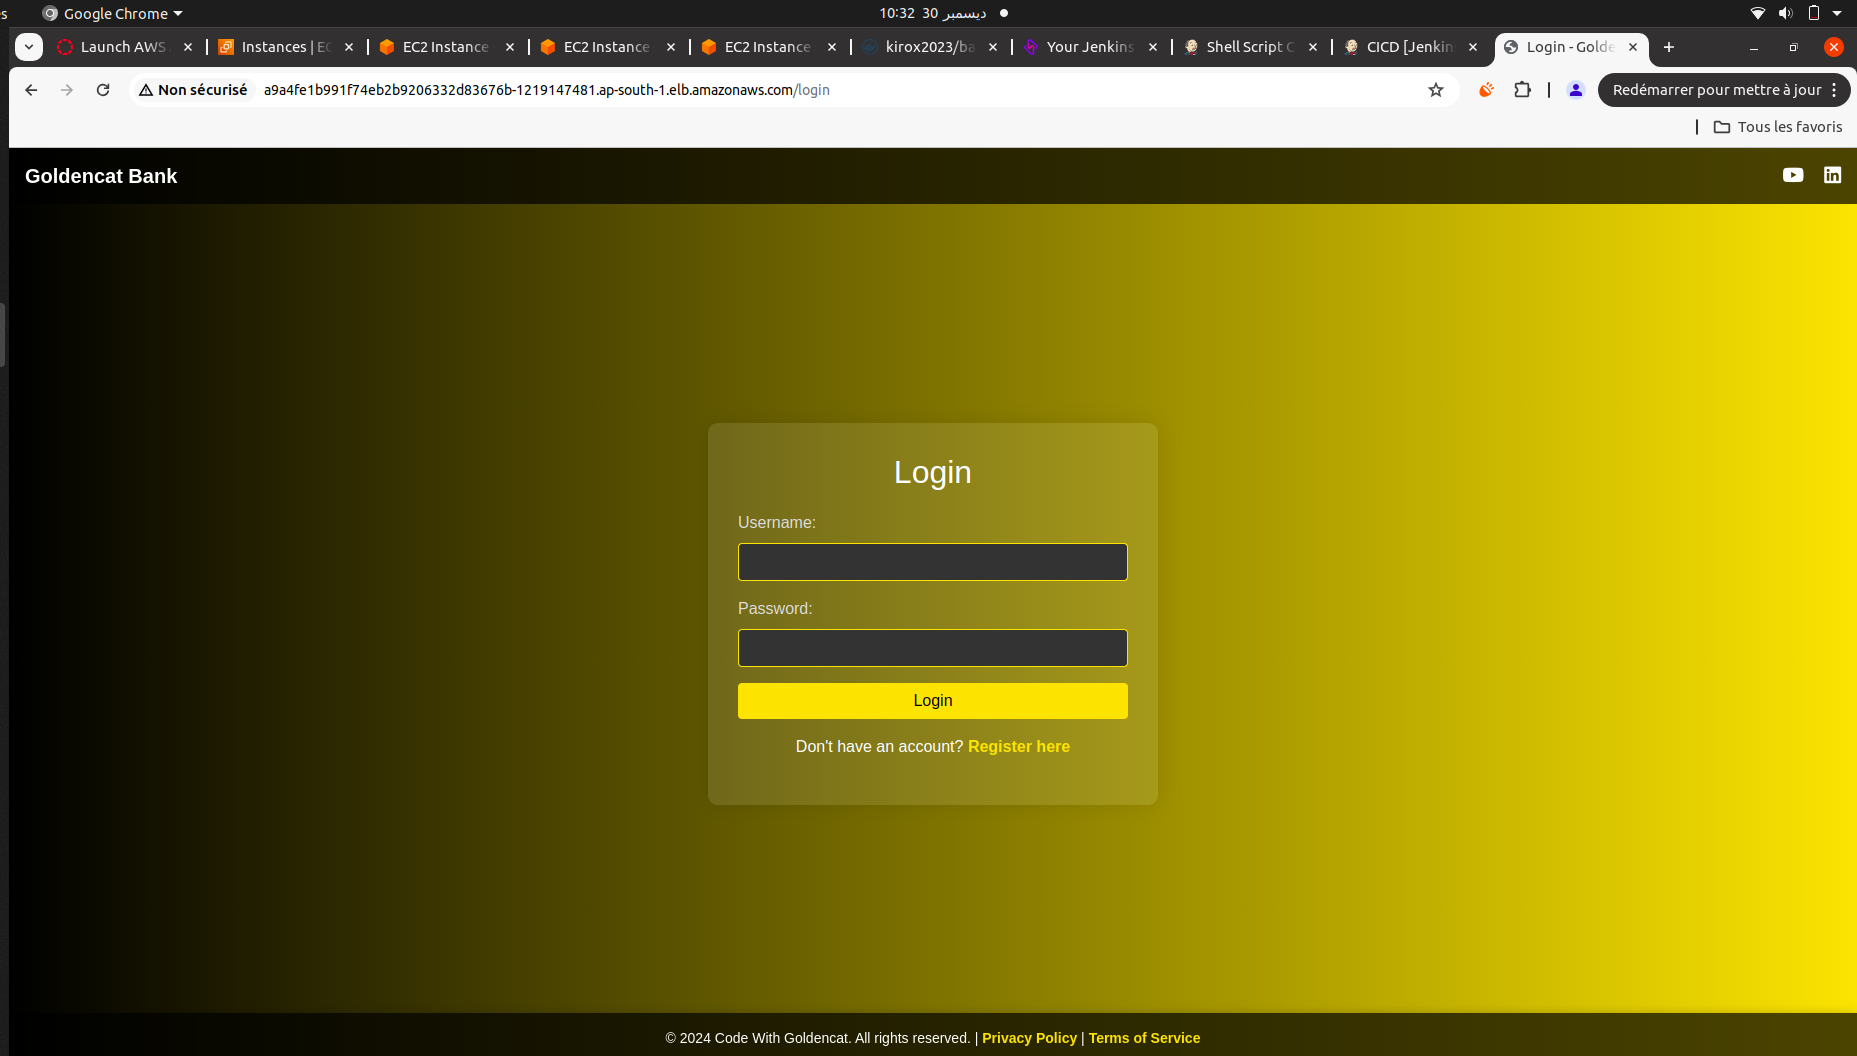 Google Chrome
10:32 30 ديسمبر
Launch AWS
Instances | EC
EC2 Instance
EC2 Instance
EC2 Instance
kirox2023/ba
Your Jenkins
Shell Script C
CICD [Jenkin
Login - Golde
Non sécurisé a9a4fe1b991f74eb2b9206332d83676b-1219147481.ap-south-1.elb.amazonaws.com/login
Redémarrer pour mettre à jour
Tous les favoris
Goldencat Bank
Login
Username:
Password:
Login
Don't have an account? Register here
© 2024 Code With Goldencat. All rights reserved. | Privacy Policy | Terms of Service